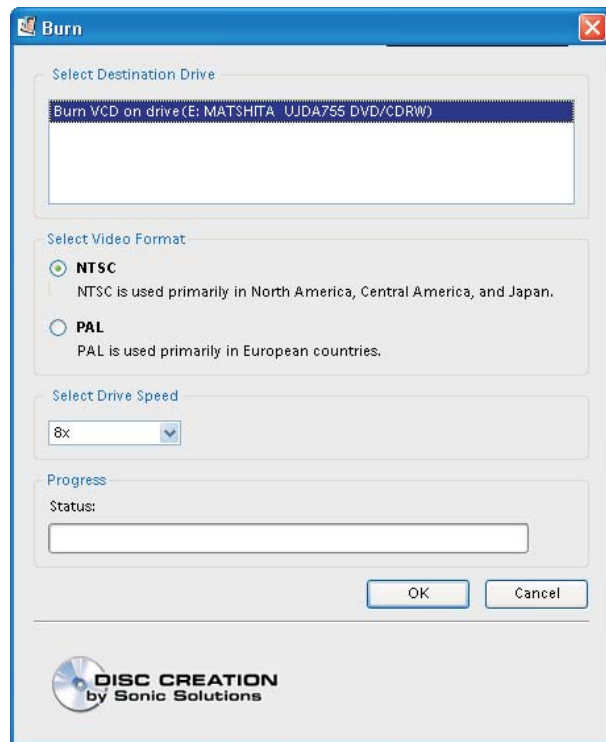 Burn
Select Destination Drive
Burn VCD on drive(E: MATSHITA UJDA755 DVD/CDRW)
Select Video Format
NTSC
NTSC is used primarily in North America, Central America, and Japan.
PAL
PAL is used primarily in European countries.
Select Drive Speed
8x
Progress
Status:
OK
Cancel
DISC CREATION
by Sonic Solutions